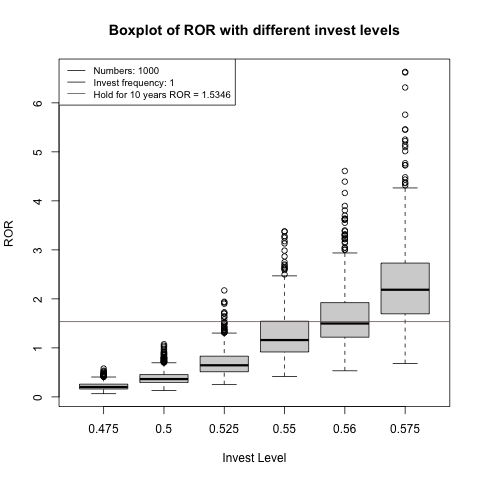 Boxplot of ROR with different invest levels
Numbers: 1000
Invest frequency: 1
Hold for 10 years ROR = 1.5346
ROR
6
5
4
3
2
1
0
0.475 0.5 0.525 0.55 0.56 0.575
Invest Level